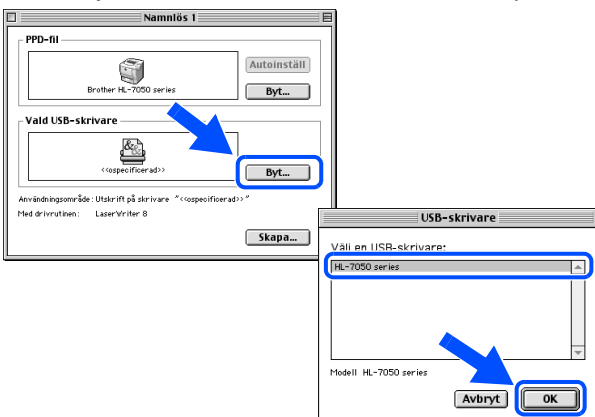 Namnlös 1
PPD-fil
Autoinställ
Brother HL-7050 series
Byt...
Vald USB-skrivare
<<ospecificerad>>
Byt...
Användningsområde: Utskrift på skrivare "<<ospecificerad>>"
Med drivrutinen: LaserWriter 8
Skapa...
USB-skrivare
Välj en USB-skrivare:
HL-7050 series
Modell HL-7050 series
Avbryt
OK